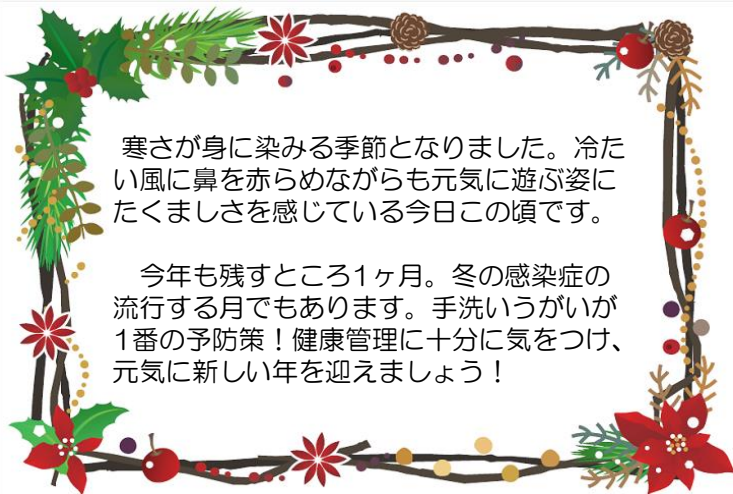 寒さが身に染みる季節となりました。冷た
い風に鼻を赤らめながらも元気に遊ぶ姿に
たくましさを感じている今日この頃です。
今年も残すところ1ヶ月。冬の感染症の
流行する月でもあります。手洗いうがいが
1番の予防策！健康管理に十分に気をつけ、
元気に新しい年を迎えましょう！